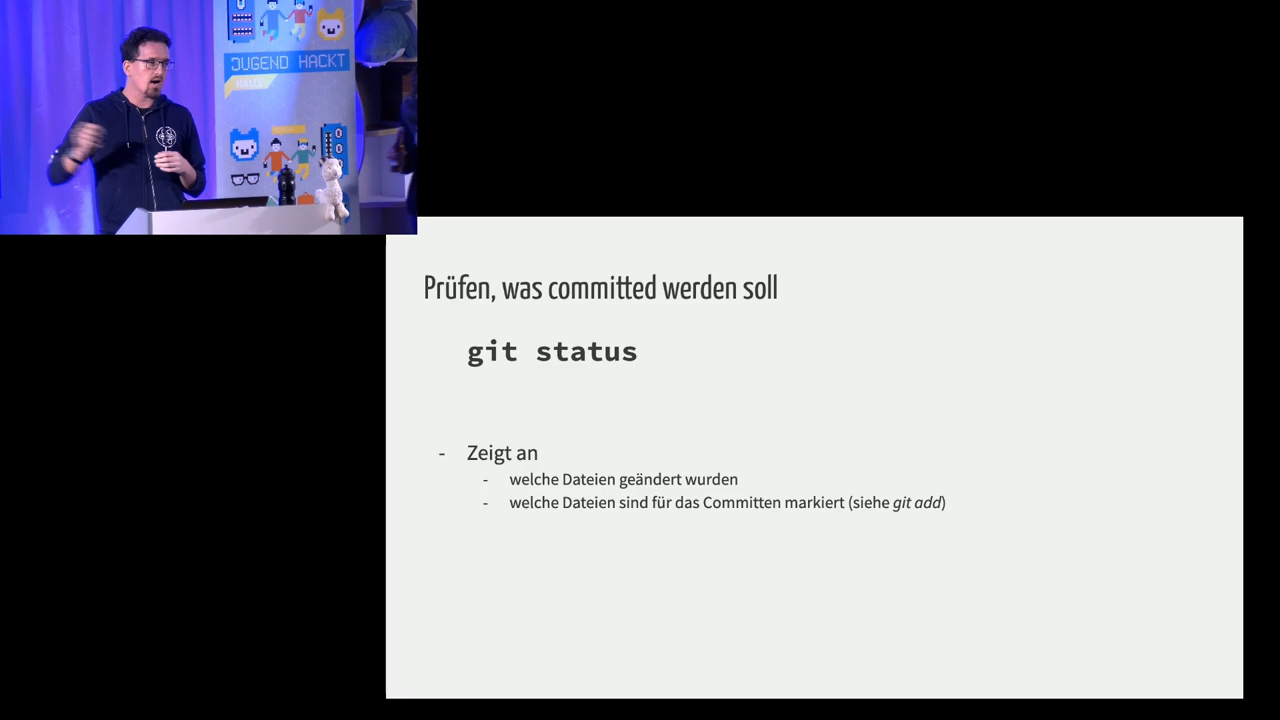 JUGEND HACKT
HALLE
Prüfen, was committed werden soll
git status
- Zeigt an
- welche Dateien geändert wurden
- welche Dateien sind für das Committen markiert (siehe git add)